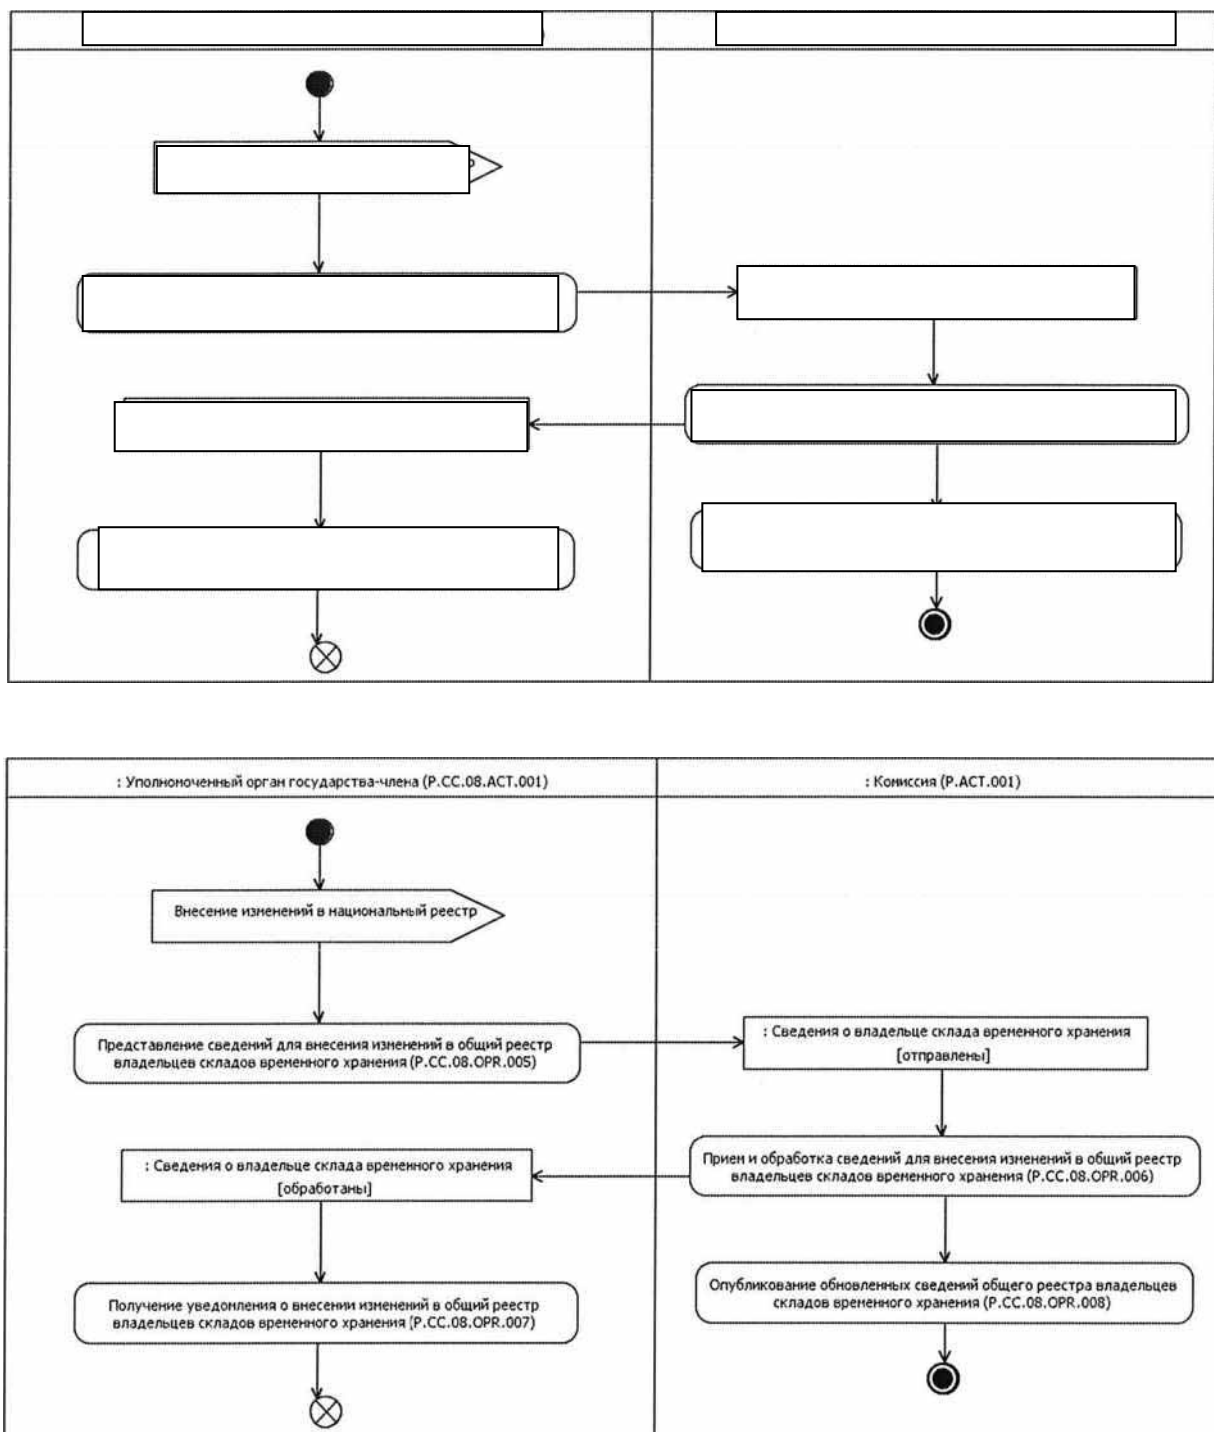 : Уполномоченный орган государства-члена (P.CC.08.ACT.001)
: Комиссия (P.ACT.001)
Внесение изменений в национальный реестр
Представление сведений для внесения изменений в общий реестр
владельцев складов временного хранения (P.CC.08.OPR.005)
: Сведения о владельце склада временного хранения
[отправлены]
Прием и обработка сведений для внесения изменений в общий реестр
владельцев складов временного хранения (P.CC.08.OPR.006)
: Сведения о владельце склада временного хранения
[обработаны]
Получение уведомления о внесении изменений в общий реестр
владельцев складов временного хранения (P.CC.08.OPR.007)
Опубликование обновленных сведений общего реестра владельцев
складов временного хранения (P.CC.08.OPR.008)